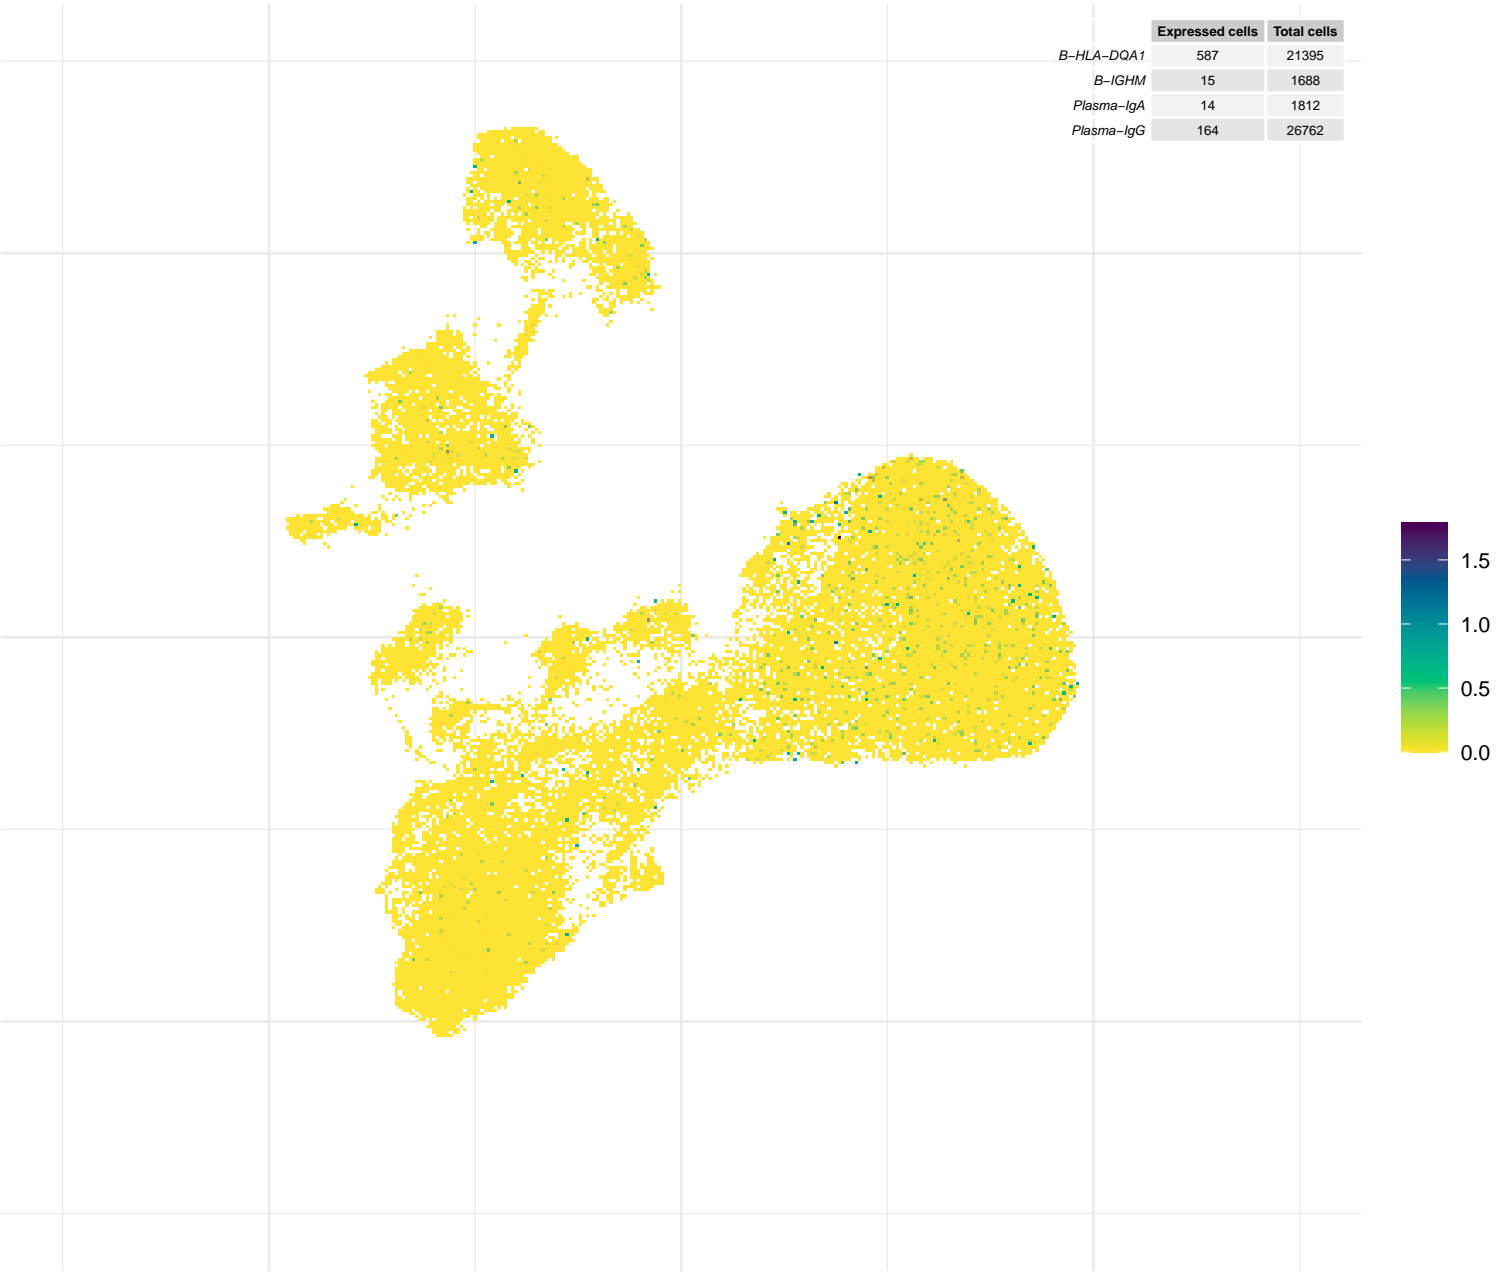 Expressed cells Total cells
B−HLA−DQA1 587 21395
B−IGHM 15 1688
Plasma−IgA 14 1812
Plasma−IgG 164 26762
1.5
1.0
0.5
0.0